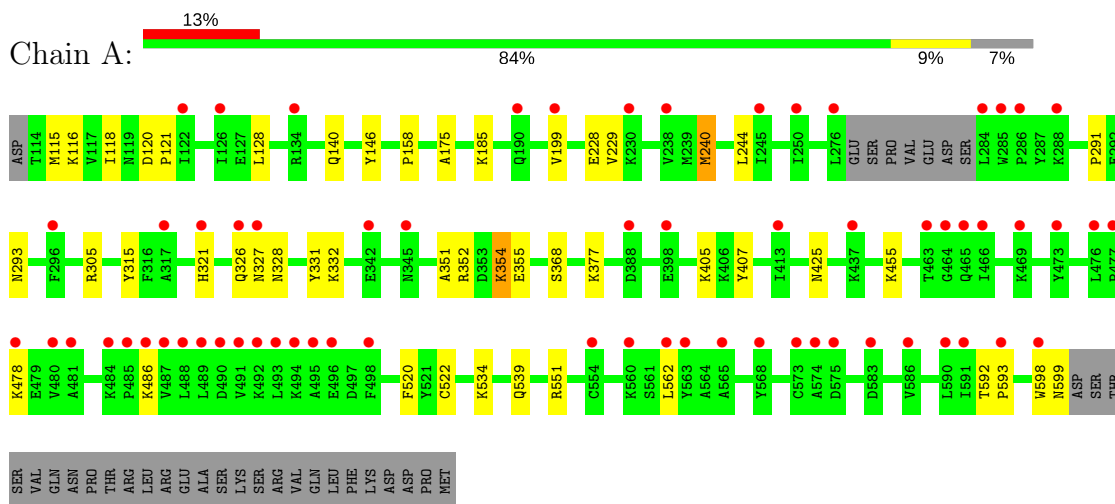 13%
Chain A:
84% 9% 7%
ASP T114 M115 K116 V117 I118 N119 D120 P121 I122 I126 E127 L128 R134 Q140 Y146 P158 A175 K185 Q190 V199 E228 V229 K230 V238 M239 M240 L244 I245 I250 L276 GLU SER PRO VAL GLU ASP SER L284 W285 P286 Y287 K288 P291 E292
N293 F296 R305 Y315 F316 A317 H321 Q326 N327 N328 Y331 K332 E342 N345 A351 R352 D353 K354 E355 S368 K377 D388 E398 K405 K406 Y407 I413 N425 K437 K455 T463 G464 Q465 I466 K469 Y473 L476 P477
K478 E479 V480 A481 K484 P485 K486 V487 L488 L489 D490 V491 K492 L493 K494 A495 E496 D497 F498 F520 Y521 C522 K534 Q539 R551 C554 K560 S561 L562 Y563 A564 A565 Y568 C573 A574 D575 D583 V586 L590 I591 T592 P593 W598 N599 ASP SER THR
SER VAL GLN ASN PRO THR ARG LEU ARG GLU ALA SER LYS SER ARG VAL GLN LEU PHE LYS ASP ASP PRO MET